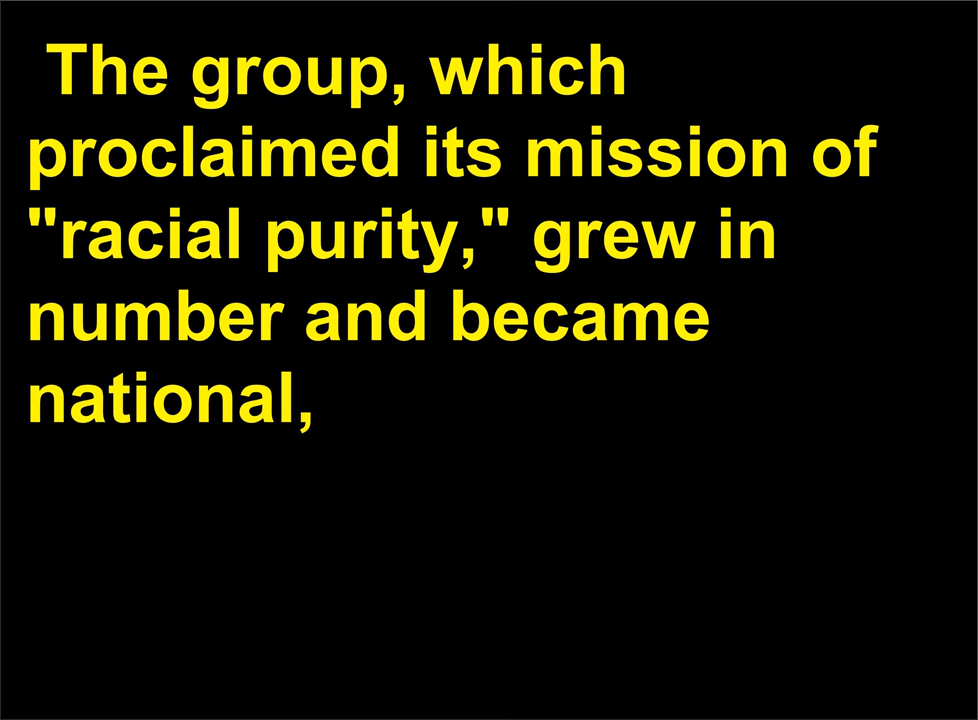 The group, which
proclaimed its mission of
"racial purity," grew in
number and became
national,